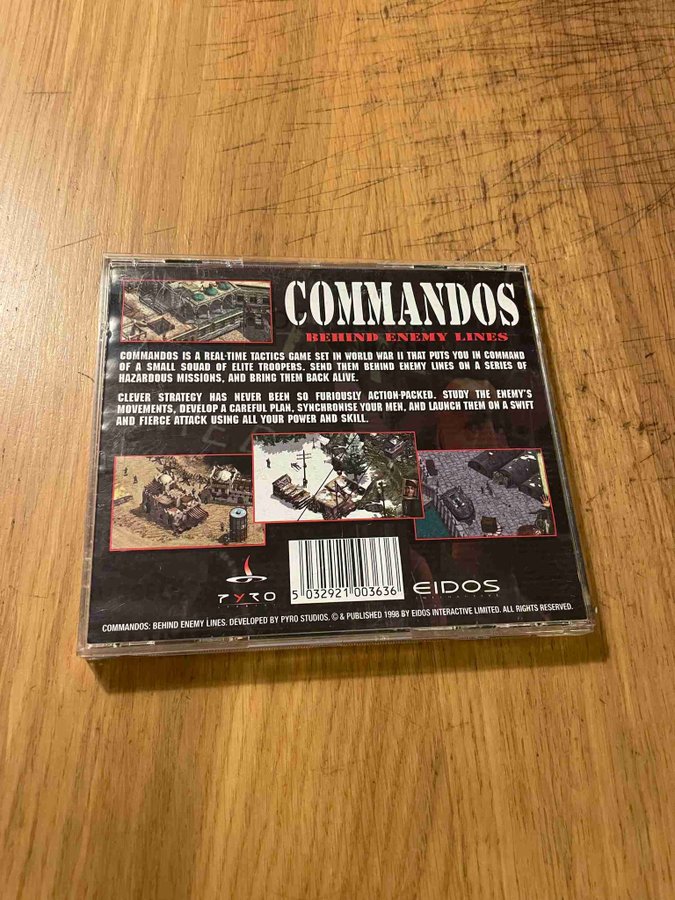 COMMANDOS
BEHIND ENEMY LINES
COMMANDOS IS A REAL-TIME TACTICS GAME SET IN WORLD WAR II THAT PUTS YOU IN COMMAND
OF A SMALL SQUAD OF ELITE TROOPERS. SEND THEM BEHIND ENEMY LINES ON A SERIES OF
HAZARDOUS MISSIONS, AND BRING THEM BACK ALIVE.
CLEVER STRATEGY HAS NEVER BEEN SO FURIOUSLY ACTION-PACKED. STUDY THE ENEMY'S
MOVEMENTS, DEVELOP A CAREFUL PLAN, SYNCHRONISE YOUR MEN, AND LAUNCH THEM ON A SWIFT
AND FIERCE ATTACK USING ALL YOUR POWER AND SKILL.
5 032921 003636
PYRO
EIDOS
COMMANDOS: BEHIND ENEMY LINES. DEVELOPED BY PYRO STUDIOS. © & PUBLISHED 1998 BY EIDOS INTERACTIVE LIMITED. ALL RIGHTS RESERVED.